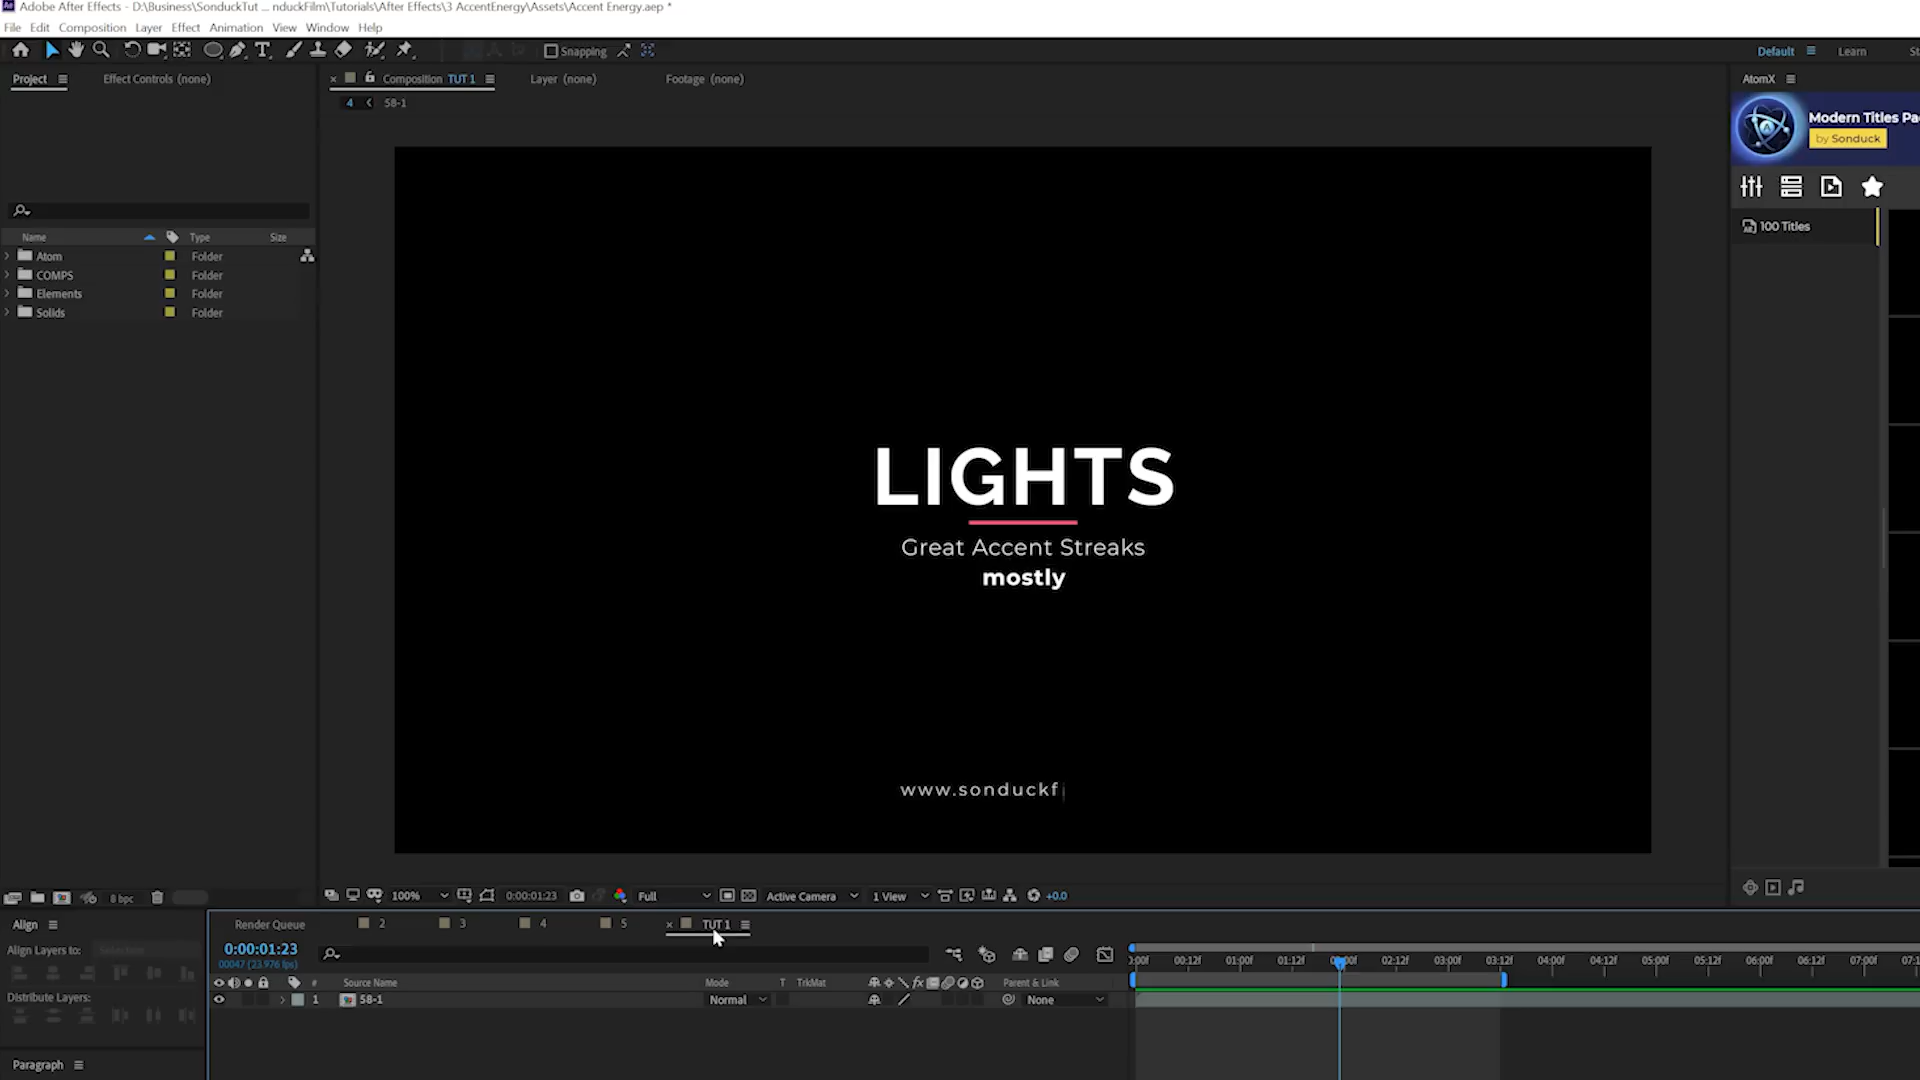 Adobe After Effects - D:\Business\SonduckTut ... nduckFilm\Tutorials\After Effects\3 AccentEnergy\Assets\Accent Energy.aep *
File Edit Composition Layer Effect Animation View Window Help
Snapping
Default
Learn
Project
Effect Controls (none)
Composition TUT 1
Layer (none)
Footage (none)
AtomX
4 58-1
Modern Titles
by Sonduck
100 Titles
Name Type Size
Atom Folder
COMPS Folder
Elements Folder
Solids Folder
LIGHTS
Great Accent Streaks
mostly
www.sonduckf
8 bpc
100%
0:00:01:23
Full
Active Camera
1 View
+0.0
Align
Align Layers to: Selection
Distribute Layers:
Paragraph
Render Queue
2
3
4
5
TUT 1
0:00:01:23
00047 (23.976 fps)
# Source Name Mode T TrkMat Parent & Link
1 58-1 Normal None
00:12f 01:00f 01:12f 02:12f 03:00f 03:12f 04:00f 04:12f 05:00f 05:12f 06:00f 06:12f 07:00f